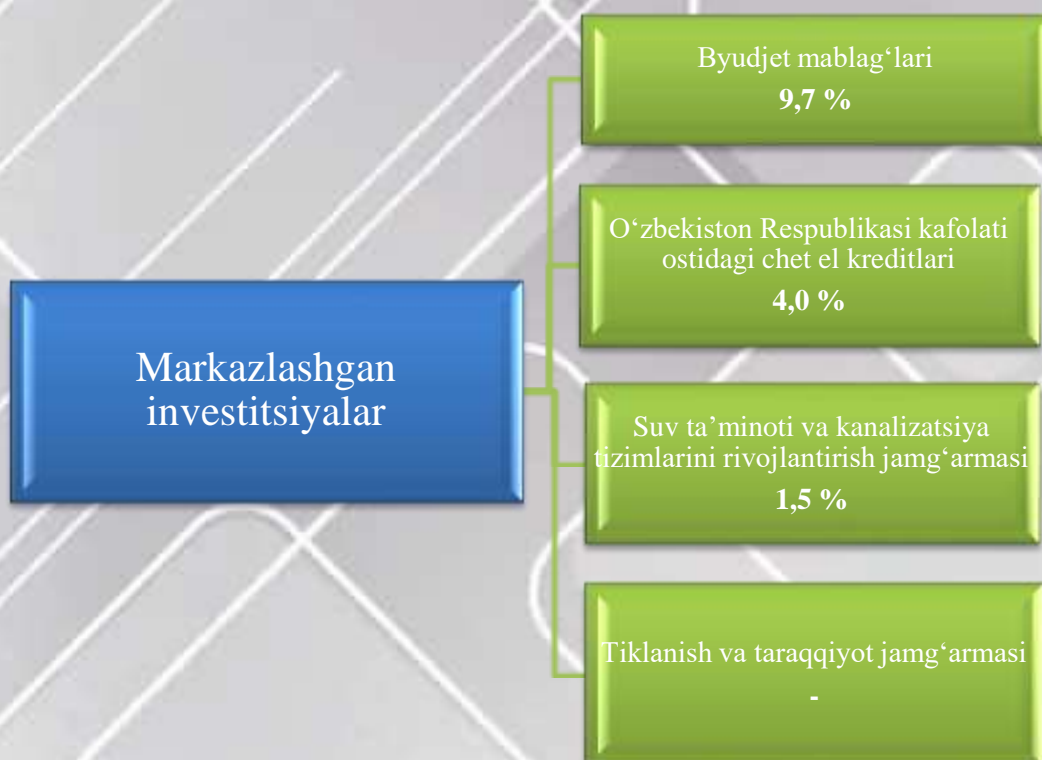 Byudjet mablag‘lari
9,7 %
O‘zbekiston Respublikasi kafolati
ostidagi chet el kreditlari
4,0 %
Markazlashgan
investitsiyalar
Suv ta’minoti va kanalizatsiya
tizimlarini rivojlantirish jamg‘armasi
1,5 %
Tiklanish va taraqqiyot jamg‘armasi
-